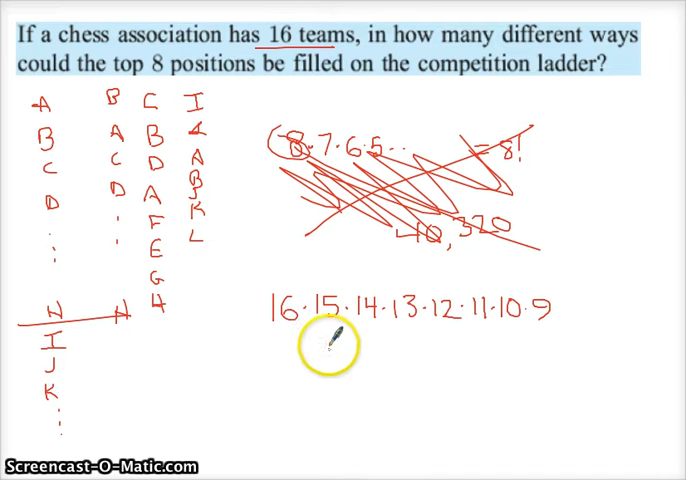 If a chess association has 16 teams, in how many different ways
could the top 8 positions be filled on the competition ladder?
A B C I
B A B A
C C D A
D D A B
F K
E L
G
H H H
I
J
K
(8·7·6·5·· = 8!
40,320
16·15·14·13·12·11·10·9
Screencast-O-Matic.com